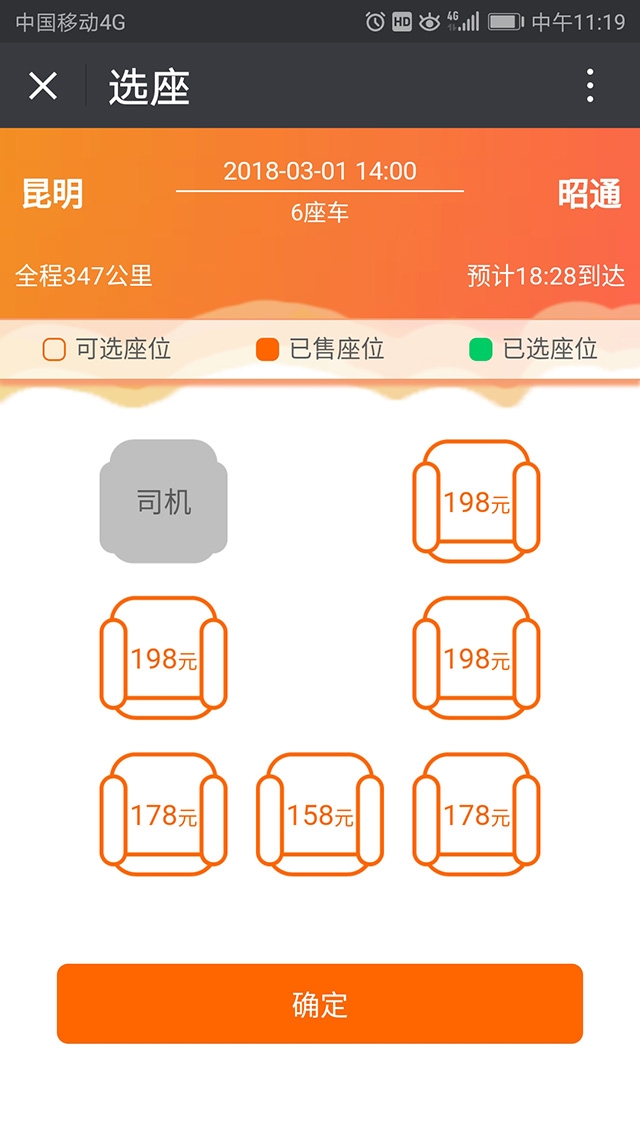 中国移动4G HD 4G 中午11:19
选座
2018-03-01 14:00
昆明 昭通
6座车
全程347公里 预计18:28到达
可选座位 已售座位 已选座位
司机 198元
198元 198元
178元 158元 178元
确定